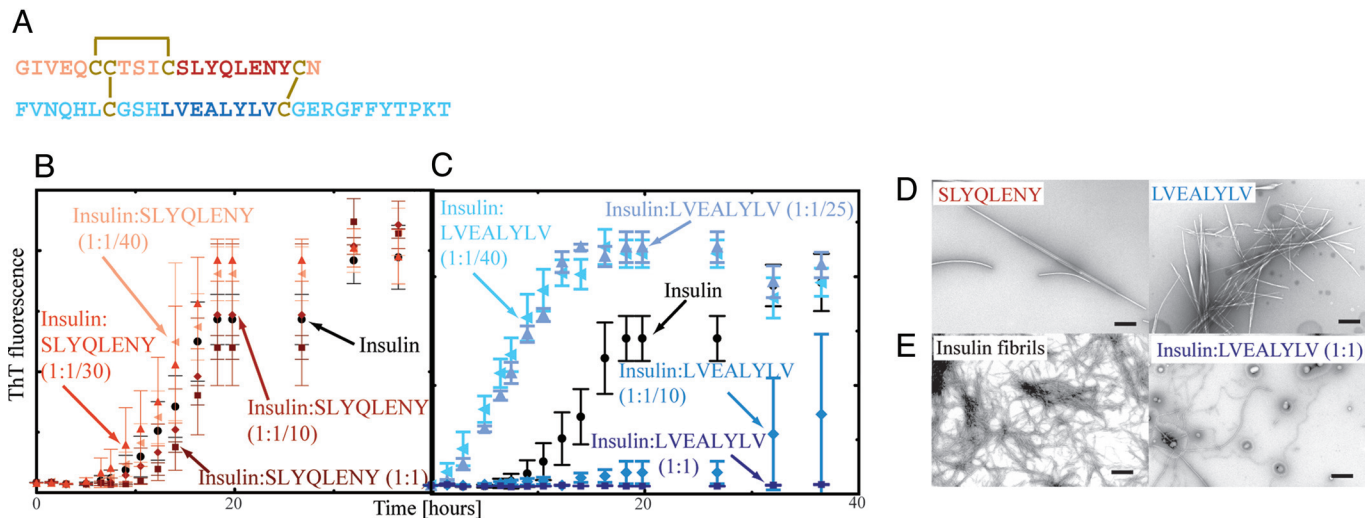 A
GIVEQCCTSICSLYQLENYCN
FVNQHLCGSHLVEALYLVCGERGFFYTPKT
B
ThT fluorescence
Insulin:SLYQLENY
(1:1/40)
Insulin:
SLYQLENY
(1:1/30)
Insulin
Insulin:SLYQLENY
(1:1/10)
Insulin:SLYQLENY (1:1)
0
20
C
Insulin:
LVEALYLV
(1:1/40)
Insulin:LVEALYLV (1:1/25)
Insulin
Insulin:LVEALYLV
(1:1/10)
Insulin:LVEALYLV
(1:1)
0
20
40
Time [hours]
D
SLYQLENY
LVEALYLV
E
Insulin fibrils
Insulin:LVEALYLV (1:1)